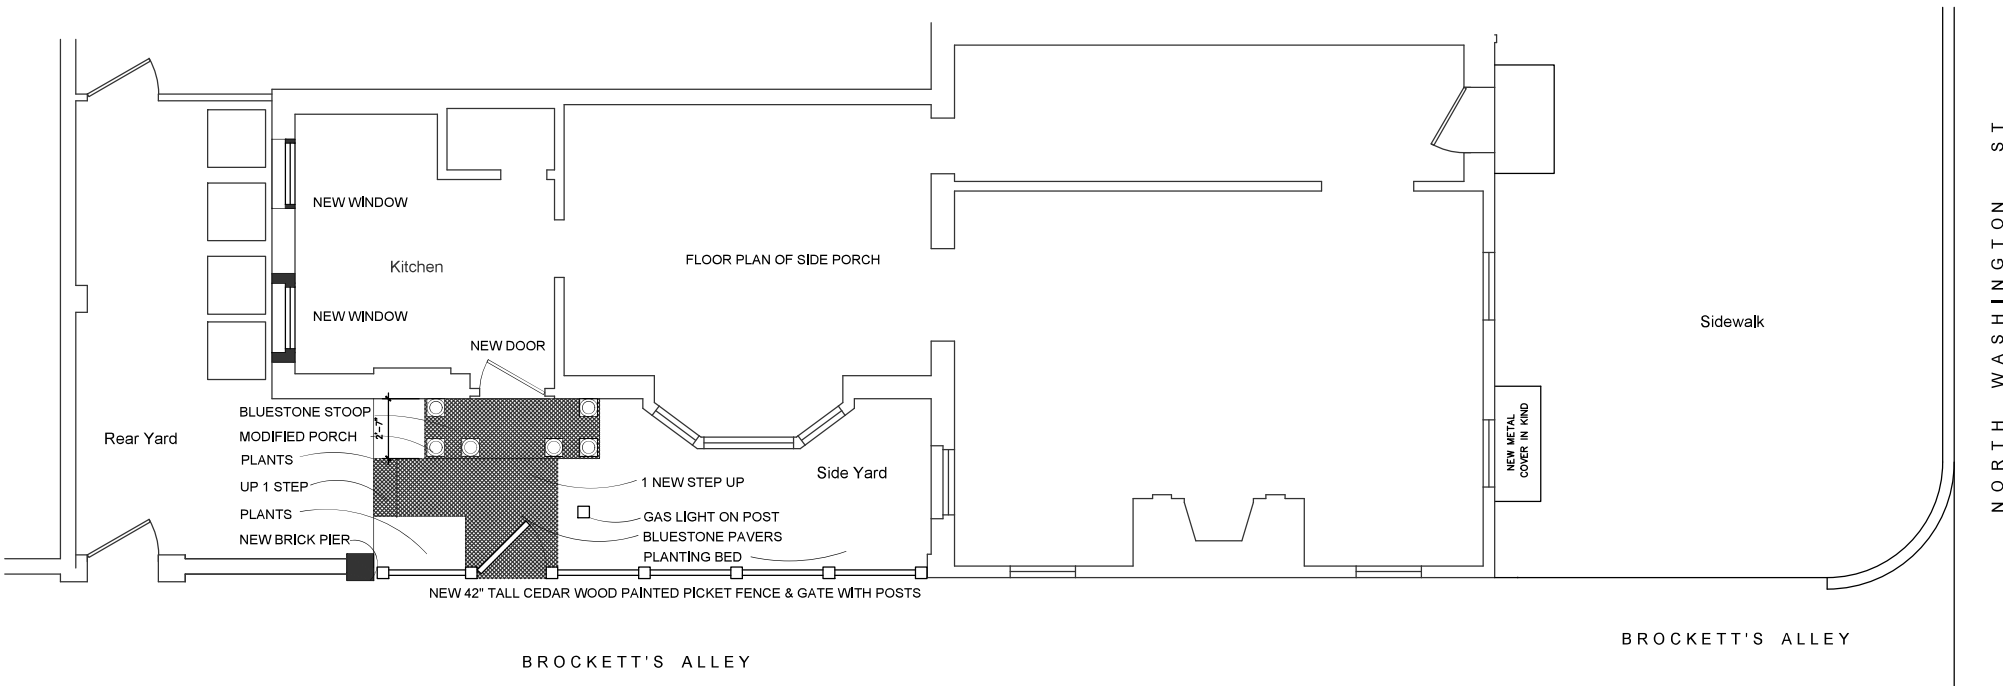 NEW WINDOW
FLOOR PLAN OF SIDE PORCH
Kitchen
NEW WINDOW
NEW DOOR
Sidewalk
NORTH WASHINGTON ST
BLUESTONE STOOP
2'-7"
MODIFIED PORCH
PLANTS
UP 1 STEP
PLANTS
NEW BRICK PIER
Rear Yard
1 NEW STEP UP
Side Yard
GAS LIGHT ON POST
BLUESTONE PAVERS
PLANTING BED
NEW METAL
COVER IN KIND
NEW 42" TALL CEDAR WOOD PAINTED PICKET FENCE & GATE WITH POSTS
BROCKETT'S ALLEY
BROCKETT'S ALLEY